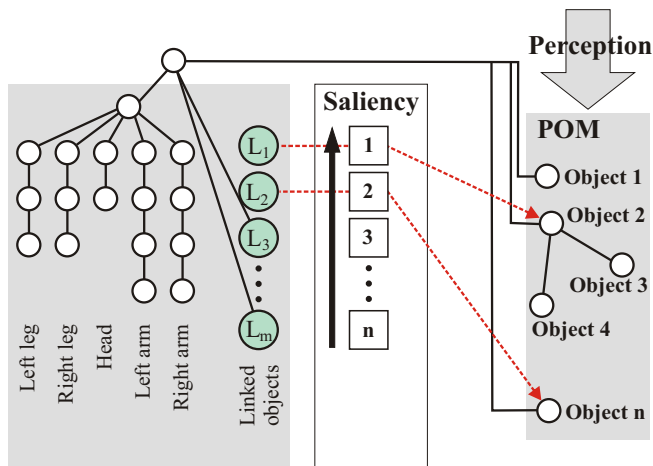 Perception
Saliency
POM
L1
1
Object 1
L2
2
Object 2
L3
3
Object 3
Object 4
Lm
n
Object n
Left leg
Right leg
Head
Left arm
Right arm
Linked
objects